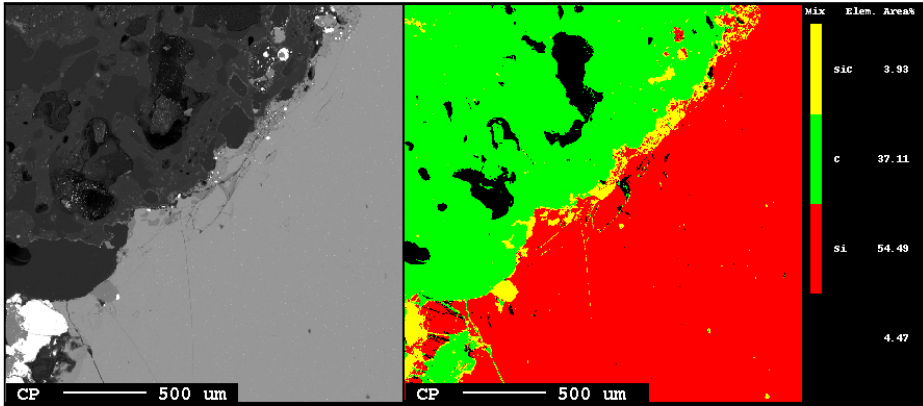 Mix Elem. Area%
SiC 3.93
C 37.11
Si 54.49
4.47
CP 500 um
CP 500 um